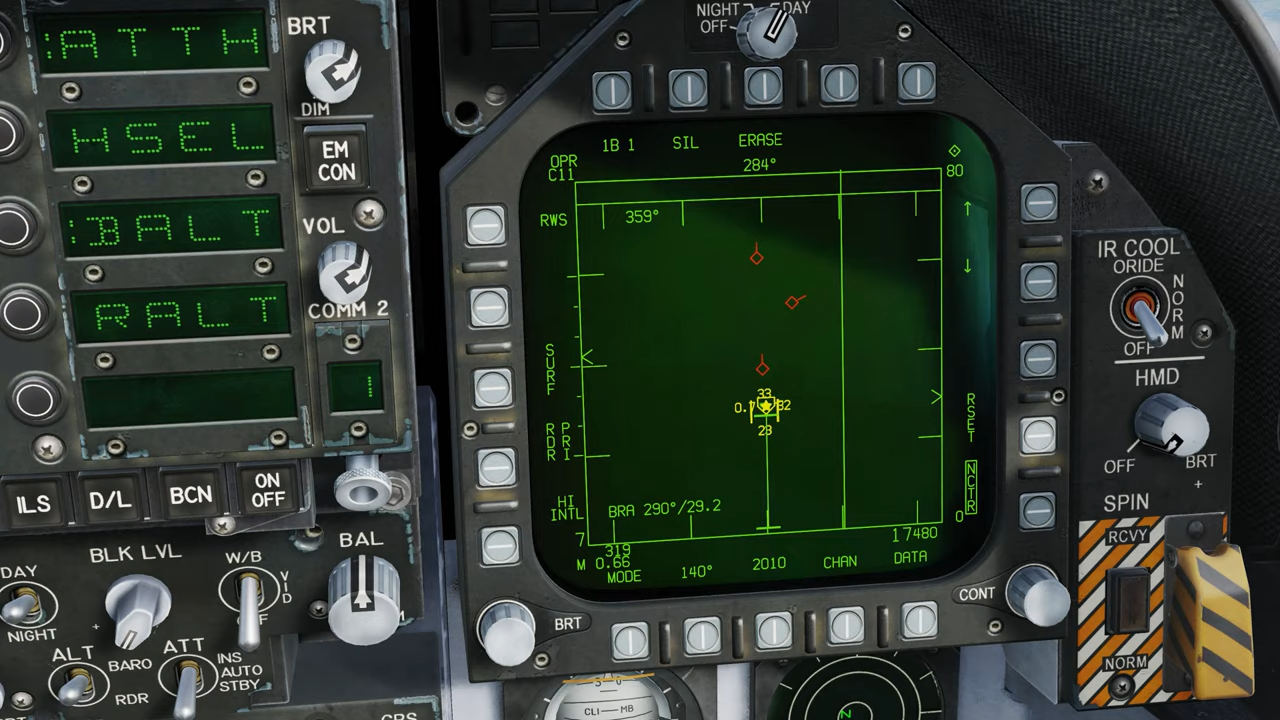 :ATTH
HSEL
:BALT
RALT
BRT
DIM
EM
CON
VOL
COMM 2
1
ILS
D/L
BCN
ON
OFF
BLK LVL
W/B
VID
BAL
DAY
NIGHT
ALT
BARO
RDR
ATT
INS
AUTO
STBY
NIGHT
DAY
OFF
1B 1
SIL
ERASE
OPR
C11
284°
80
RWS
359°
SURF
33
0.
82
23
RDR
PRI
RSET
HI
INTL
BRA 290°/29.2
NCTR
0
7
319
M 0.66
17480
MODE
140°
2010
CHAN
DATA
BRT
CONT
CLI—MB
N
IR COOL
ORIDE
NORM
OFF
HMD
OFF
BRT
+
SPIN
RCVY
NORM